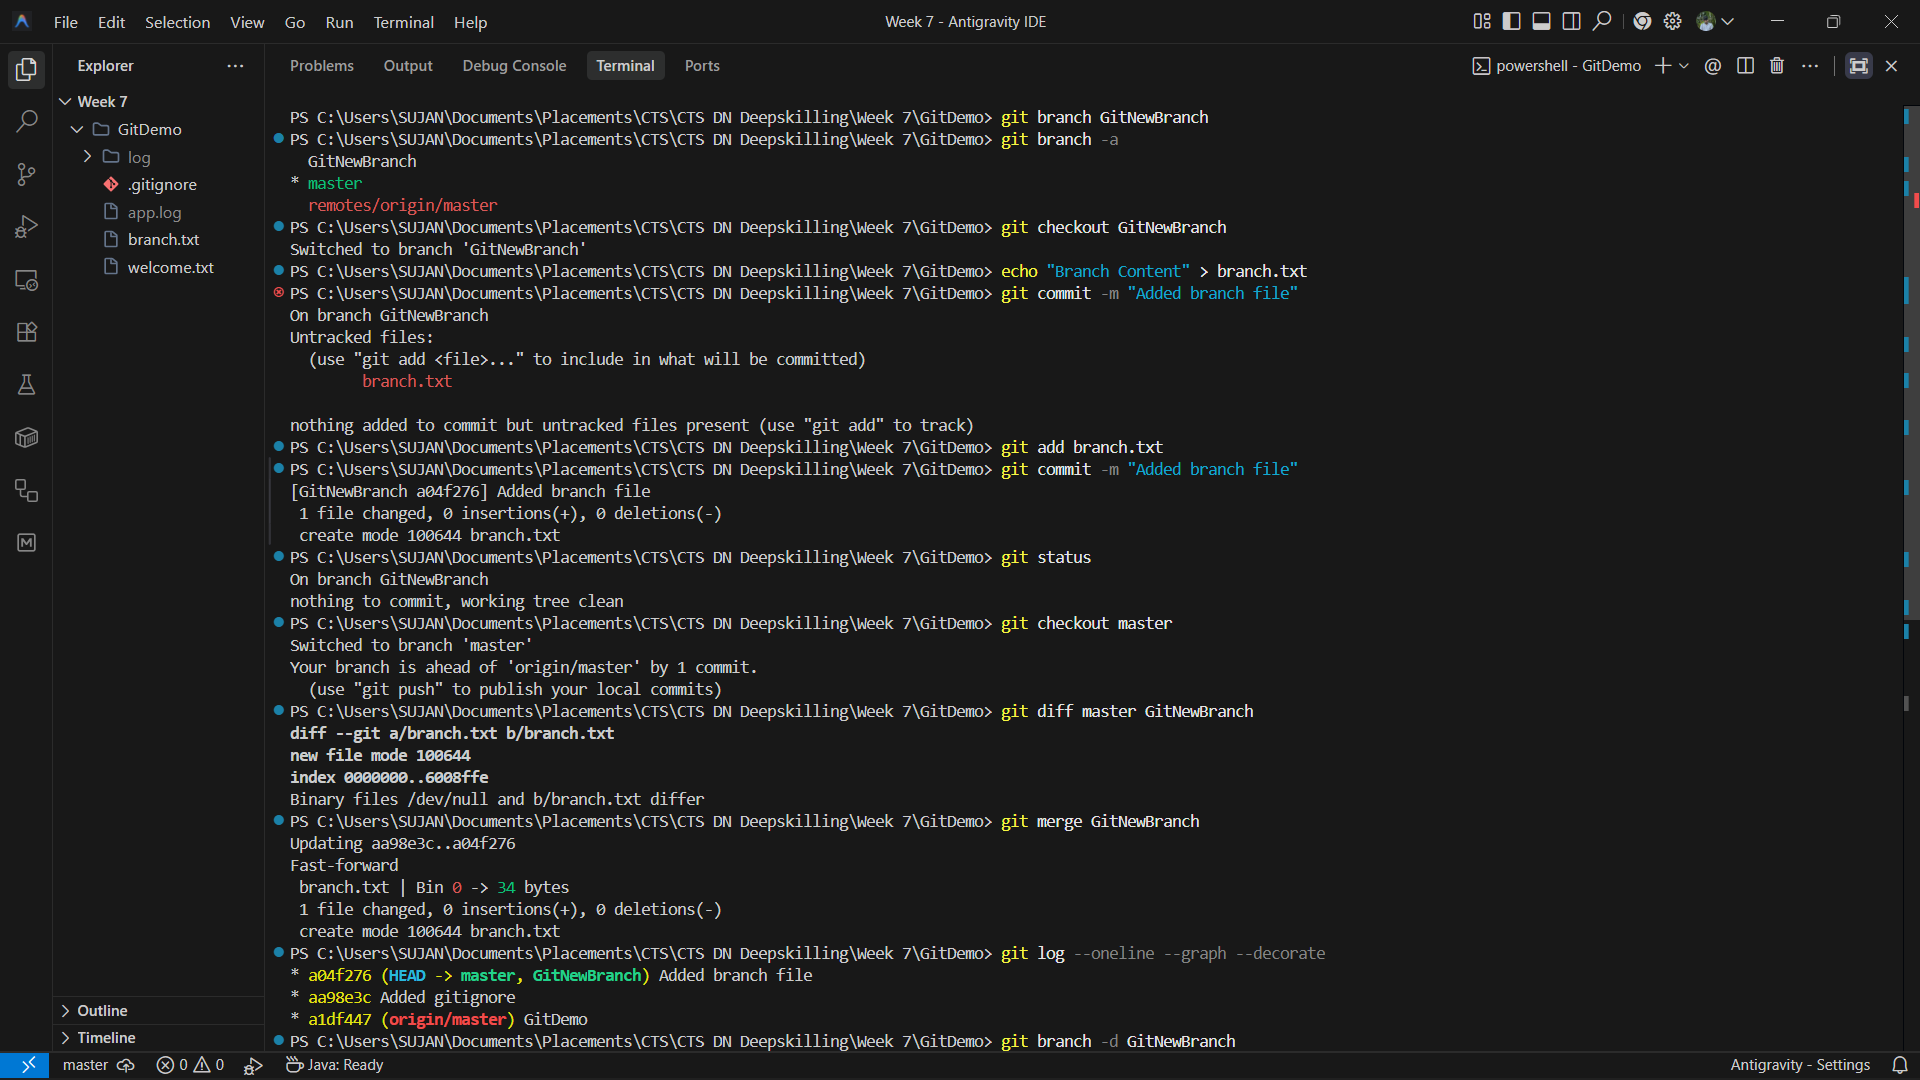 File Edit Selection View Go Run Terminal Help
Week 7 - Antigravity IDE
Explorer
Problems Output Debug Console Terminal Ports
powershell - GitDemo
Week 7
GitDemo
log
.gitignore
app.log
branch.txt
welcome.txt
PS C:\Users\SUJAN\Documents\Placements\CTS\CTS DN Deepskilling\Week 7\GitDemo> git branch GitNewBranch
PS C:\Users\SUJAN\Documents\Placements\CTS\CTS DN Deepskilling\Week 7\GitDemo> git branch -a
GitNewBranch
* master
remotes/origin/master
PS C:\Users\SUJAN\Documents\Placements\CTS\CTS DN Deepskilling\Week 7\GitDemo> git checkout GitNewBranch
Switched to branch 'GitNewBranch'
PS C:\Users\SUJAN\Documents\Placements\CTS\CTS DN Deepskilling\Week 7\GitDemo> echo "Branch Content" > branch.txt
PS C:\Users\SUJAN\Documents\Placements\CTS\CTS DN Deepskilling\Week 7\GitDemo> git commit -m "Added branch file"
On branch GitNewBranch
Untracked files:
(use "git add <file>..." to include in what will be committed)
branch.txt
nothing added to commit but untracked files present (use "git add" to track)
PS C:\Users\SUJAN\Documents\Placements\CTS\CTS DN Deepskilling\Week 7\GitDemo> git add branch.txt
PS C:\Users\SUJAN\Documents\Placements\CTS\CTS DN Deepskilling\Week 7\GitDemo> git commit -m "Added branch file"
[GitNewBranch a04f276] Added branch file
1 file changed, 0 insertions(+), 0 deletions(-)
create mode 100644 branch.txt
PS C:\Users\SUJAN\Documents\Placements\CTS\CTS DN Deepskilling\Week 7\GitDemo> git status
On branch GitNewBranch
nothing to commit, working tree clean
PS C:\Users\SUJAN\Documents\Placements\CTS\CTS DN Deepskilling\Week 7\GitDemo> git checkout master
Switched to branch 'master'
Your branch is ahead of 'origin/master' by 1 commit.
(use "git push" to publish your local commits)
PS C:\Users\SUJAN\Documents\Placements\CTS\CTS DN Deepskilling\Week 7\GitDemo> git diff master GitNewBranch
diff --git a/branch.txt b/branch.txt
new file mode 100644
index 0000000..6008ffe
Binary files /dev/null and b/branch.txt differ
PS C:\Users\SUJAN\Documents\Placements\CTS\CTS DN Deepskilling\Week 7\GitDemo> git merge GitNewBranch
Updating aa98e3c..a04f276
Fast-forward
branch.txt | Bin 0 -> 34 bytes
1 file changed, 0 insertions(+), 0 deletions(-)
create mode 100644 branch.txt
PS C:\Users\SUJAN\Documents\Placements\CTS\CTS DN Deepskilling\Week 7\GitDemo> git log --oneline --graph --decorate
* a04f276 (HEAD -> master, GitNewBranch) Added branch file
* aa98e3c Added gitignore
* a1df447 (origin/master) GitDemo
PS C:\Users\SUJAN\Documents\Placements\CTS\CTS DN Deepskilling\Week 7\GitDemo> git branch -d GitNewBranch
Outline
Timeline
master 0 0 Java: Ready
Antigravity - Settings